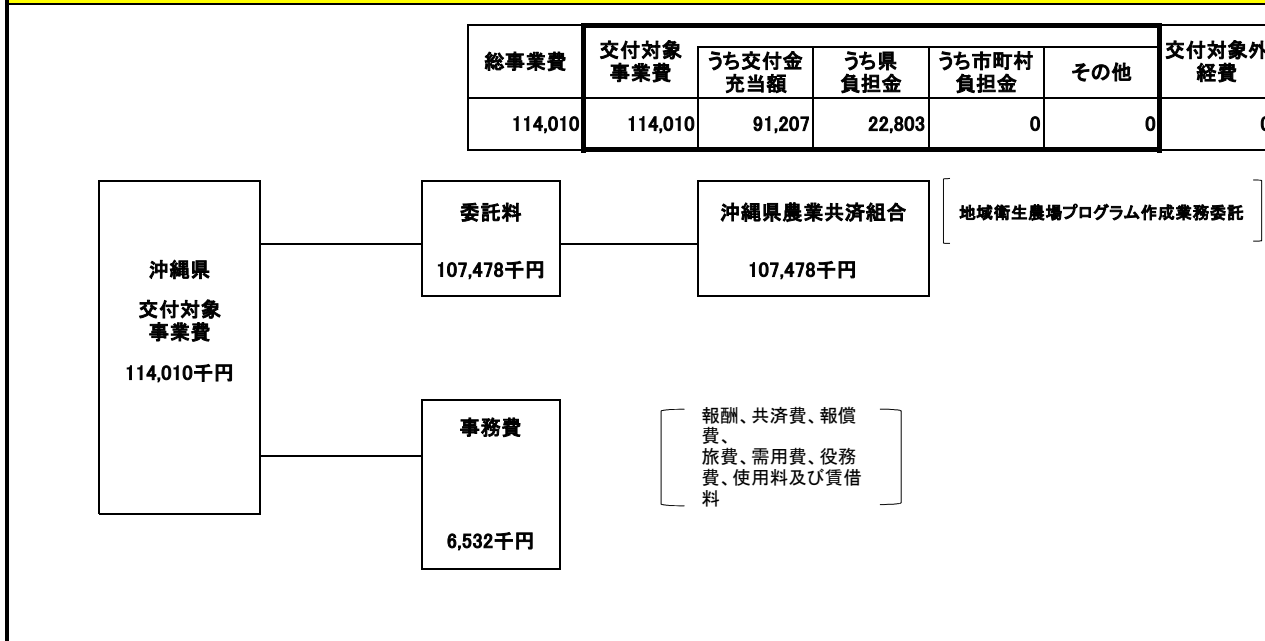 総事業費
交付対象
事業費
うち交付金
充当額
うち県
負担金
うち市町村
負担金
その他
交付対象外
経費
114,010
114,010
91,207
22,803
0
0
0
沖縄県
交付対象
事業費
114,010千円
委託料
107,478千円
沖縄県農業共済組合
107,478千円
地域衛生農場プログラム作成業務委託
事務費
6,532千円
報酬、共済費、報償
費、
旅費、需用費、役務
費、使用料及び賃借
料